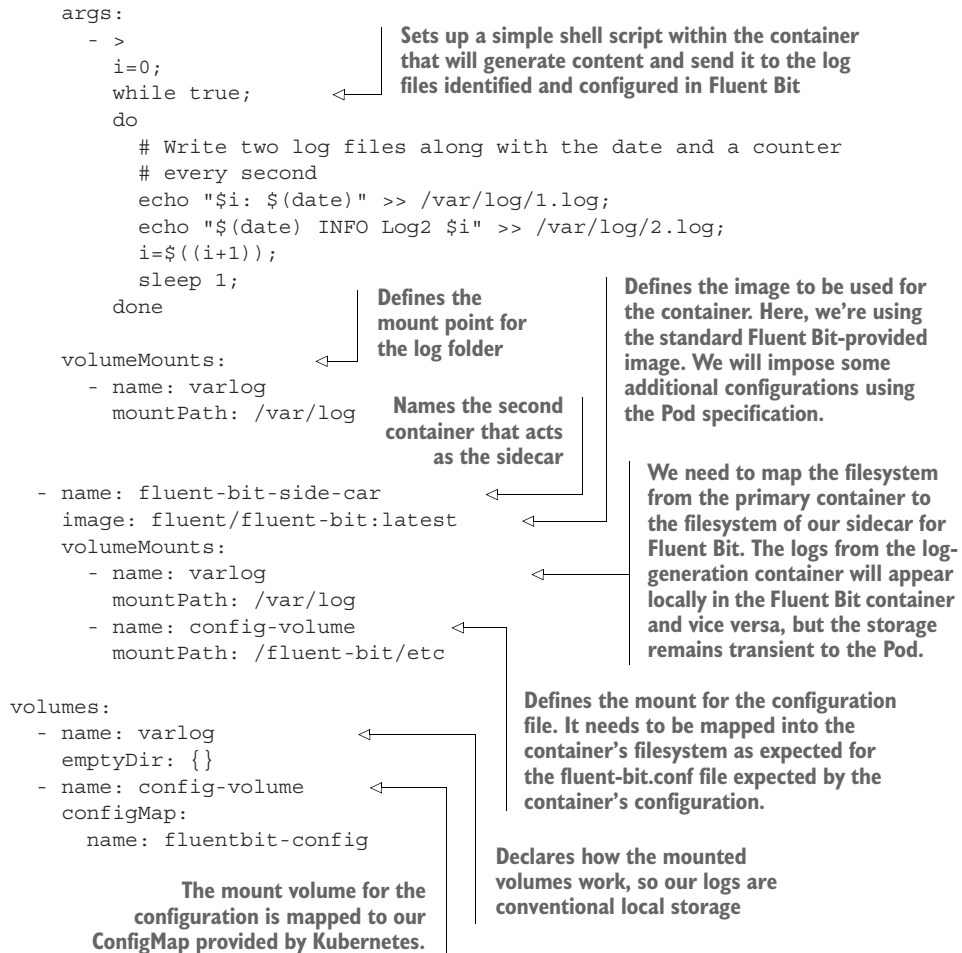 args:
- >
Sets up a simple shell script within the container
that will generate content and send it to the log
files identified and configured in Fluent Bit
i=0;
while true;
do
# Write two log files along with the date and a counter
# every second
echo "$i: $(date)" >> /var/log/1.log;
echo "$(date) INFO Log2 $i" >> /var/log/2.log;
i=$((i+1));
sleep 1;
done
Defines the
mount point for
the log folder
Defines the image to be used for
the container. Here, we're using
the standard Fluent Bit-provided
image. We will impose some
additional configurations using
the Pod specification.
volumeMounts:
- name: varlog
mountPath: /var/log
Names the second
container that acts
as the sidecar
- name: fluent-bit-side-car
image: fluent/fluent-bit:latest
volumeMounts:
- name: varlog
mountPath: /var/log
- name: config-volume
mountPath: /fluent-bit/etc
We need to map the filesystem
from the primary container to
the filesystem of our sidecar for
Fluent Bit. The logs from the log-
generation container will appear
locally in the Fluent Bit container
and vice versa, but the storage
remains transient to the Pod.
Defines the mount for the configuration
file. It needs to be mapped into the
container's filesystem as expected for
the fluent-bit.conf file expected by the
container's configuration.
volumes:
- name: varlog
emptyDir: {}
- name: config-volume
configMap:
name: fluentbit-config
Declares how the mounted
volumes work, so our logs are
conventional local storage
The mount volume for the
configuration is mapped to our
ConfigMap provided by Kubernetes.